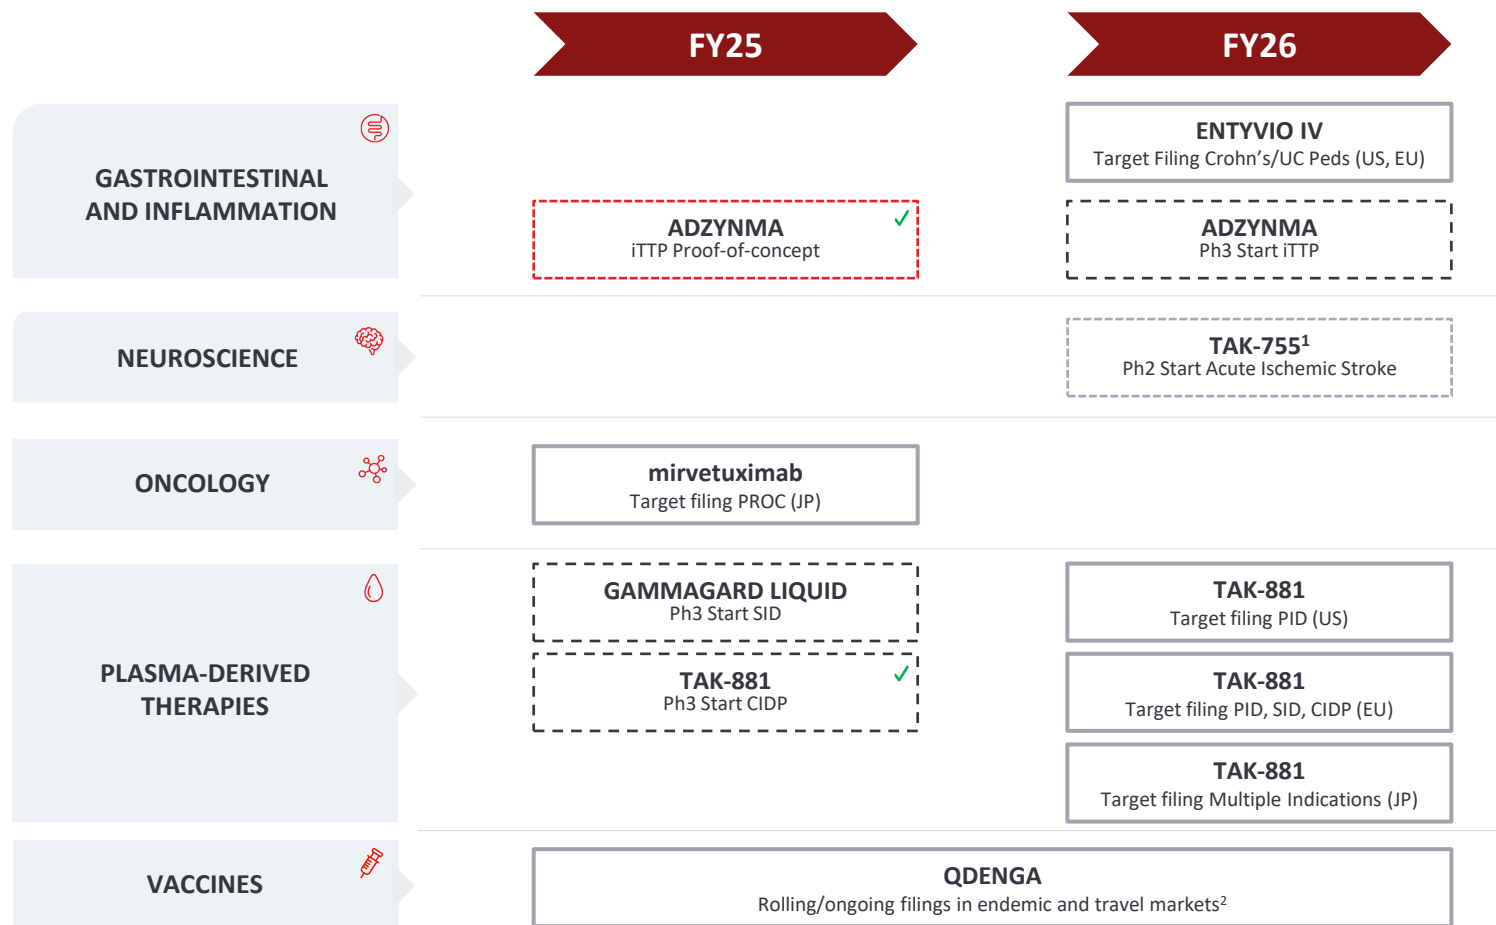 FY25
FY26
GASTROINTESTINAL
AND INFLAMMATION
ENTYVIO IV
Target Filing Crohn’s/UC Peds (US, EU)
ADZYNMA
iTTP Proof-of-concept
ADZYNMA
Ph3 Start iTTP
NEUROSCIENCE
TAK-755¹
Ph2 Start Acute Ischemic Stroke
ONCOLOGY
mirvetuximab
Target filing PROC (JP)
PLASMA-DERIVED
THERAPIES
GAMMAGARD LIQUID
Ph3 Start SID
TAK-881
Ph3 Start CIDP
TAK-881
Target filing PID (US)
TAK-881
Target filing PID, SID, CIDP (EU)
TAK-881
Target filing Multiple Indications (JP)
VACCINES
QDENGA
Rolling/ongoing filings in endemic and travel markets²